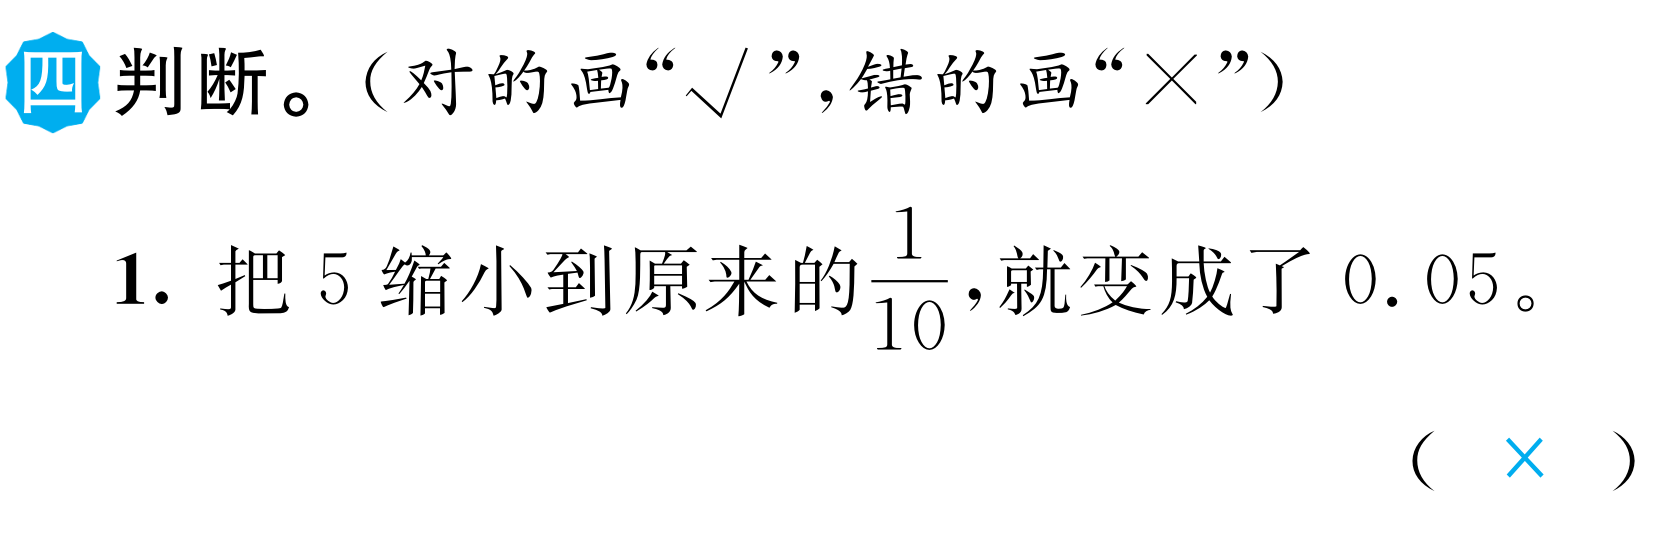 四 判断。(对的画“√”,错的画“×”)
1. 把 5 缩小到原来的 1/10 ,就变成了 0.05。
( × )